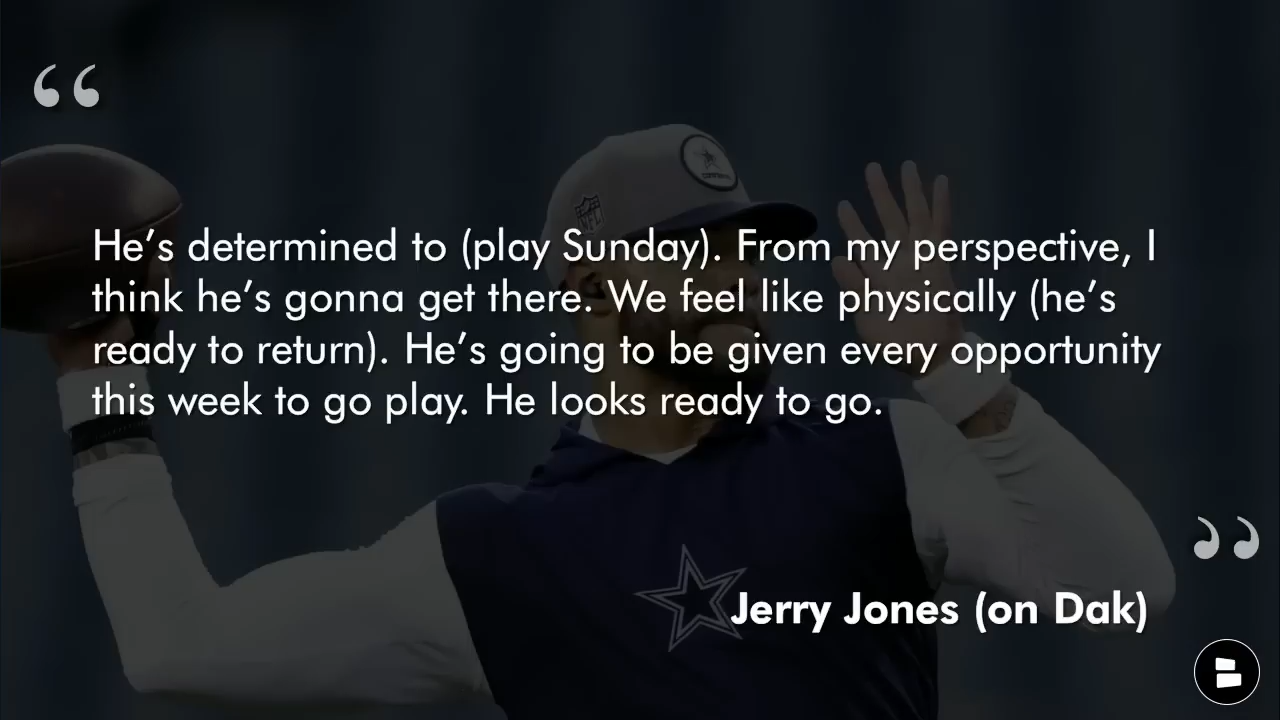 “
He’s determined to (play Sunday). From my perspective, I
think he’s gonna get there. We feel like physically (he’s
ready to return). He’s going to be given every opportunity
this week to go play. He looks ready to go.
”
Jerry Jones (on Dak)
NFL